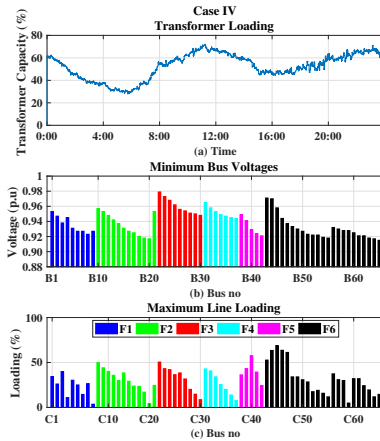 Case IV
Transformer Loading
Transformer Capacity (%)
80
60
40
20
0
0:00 4:00 8:00 12:00 16:00 20:00
(a) Time
Minimum Bus Voltages
Voltage (p.u)
1
0.98
0.96
0.94
0.92
0.90
0.88
B1 B10 B20 B30 B40 B50 B60
(b) Bus no
Maximum Line Loading
Loading (%)
100
50
0
F1 F2 F3 F4 F5 F6
C1 C10 C20 C30 C40 C50 C60
(c) Bus no